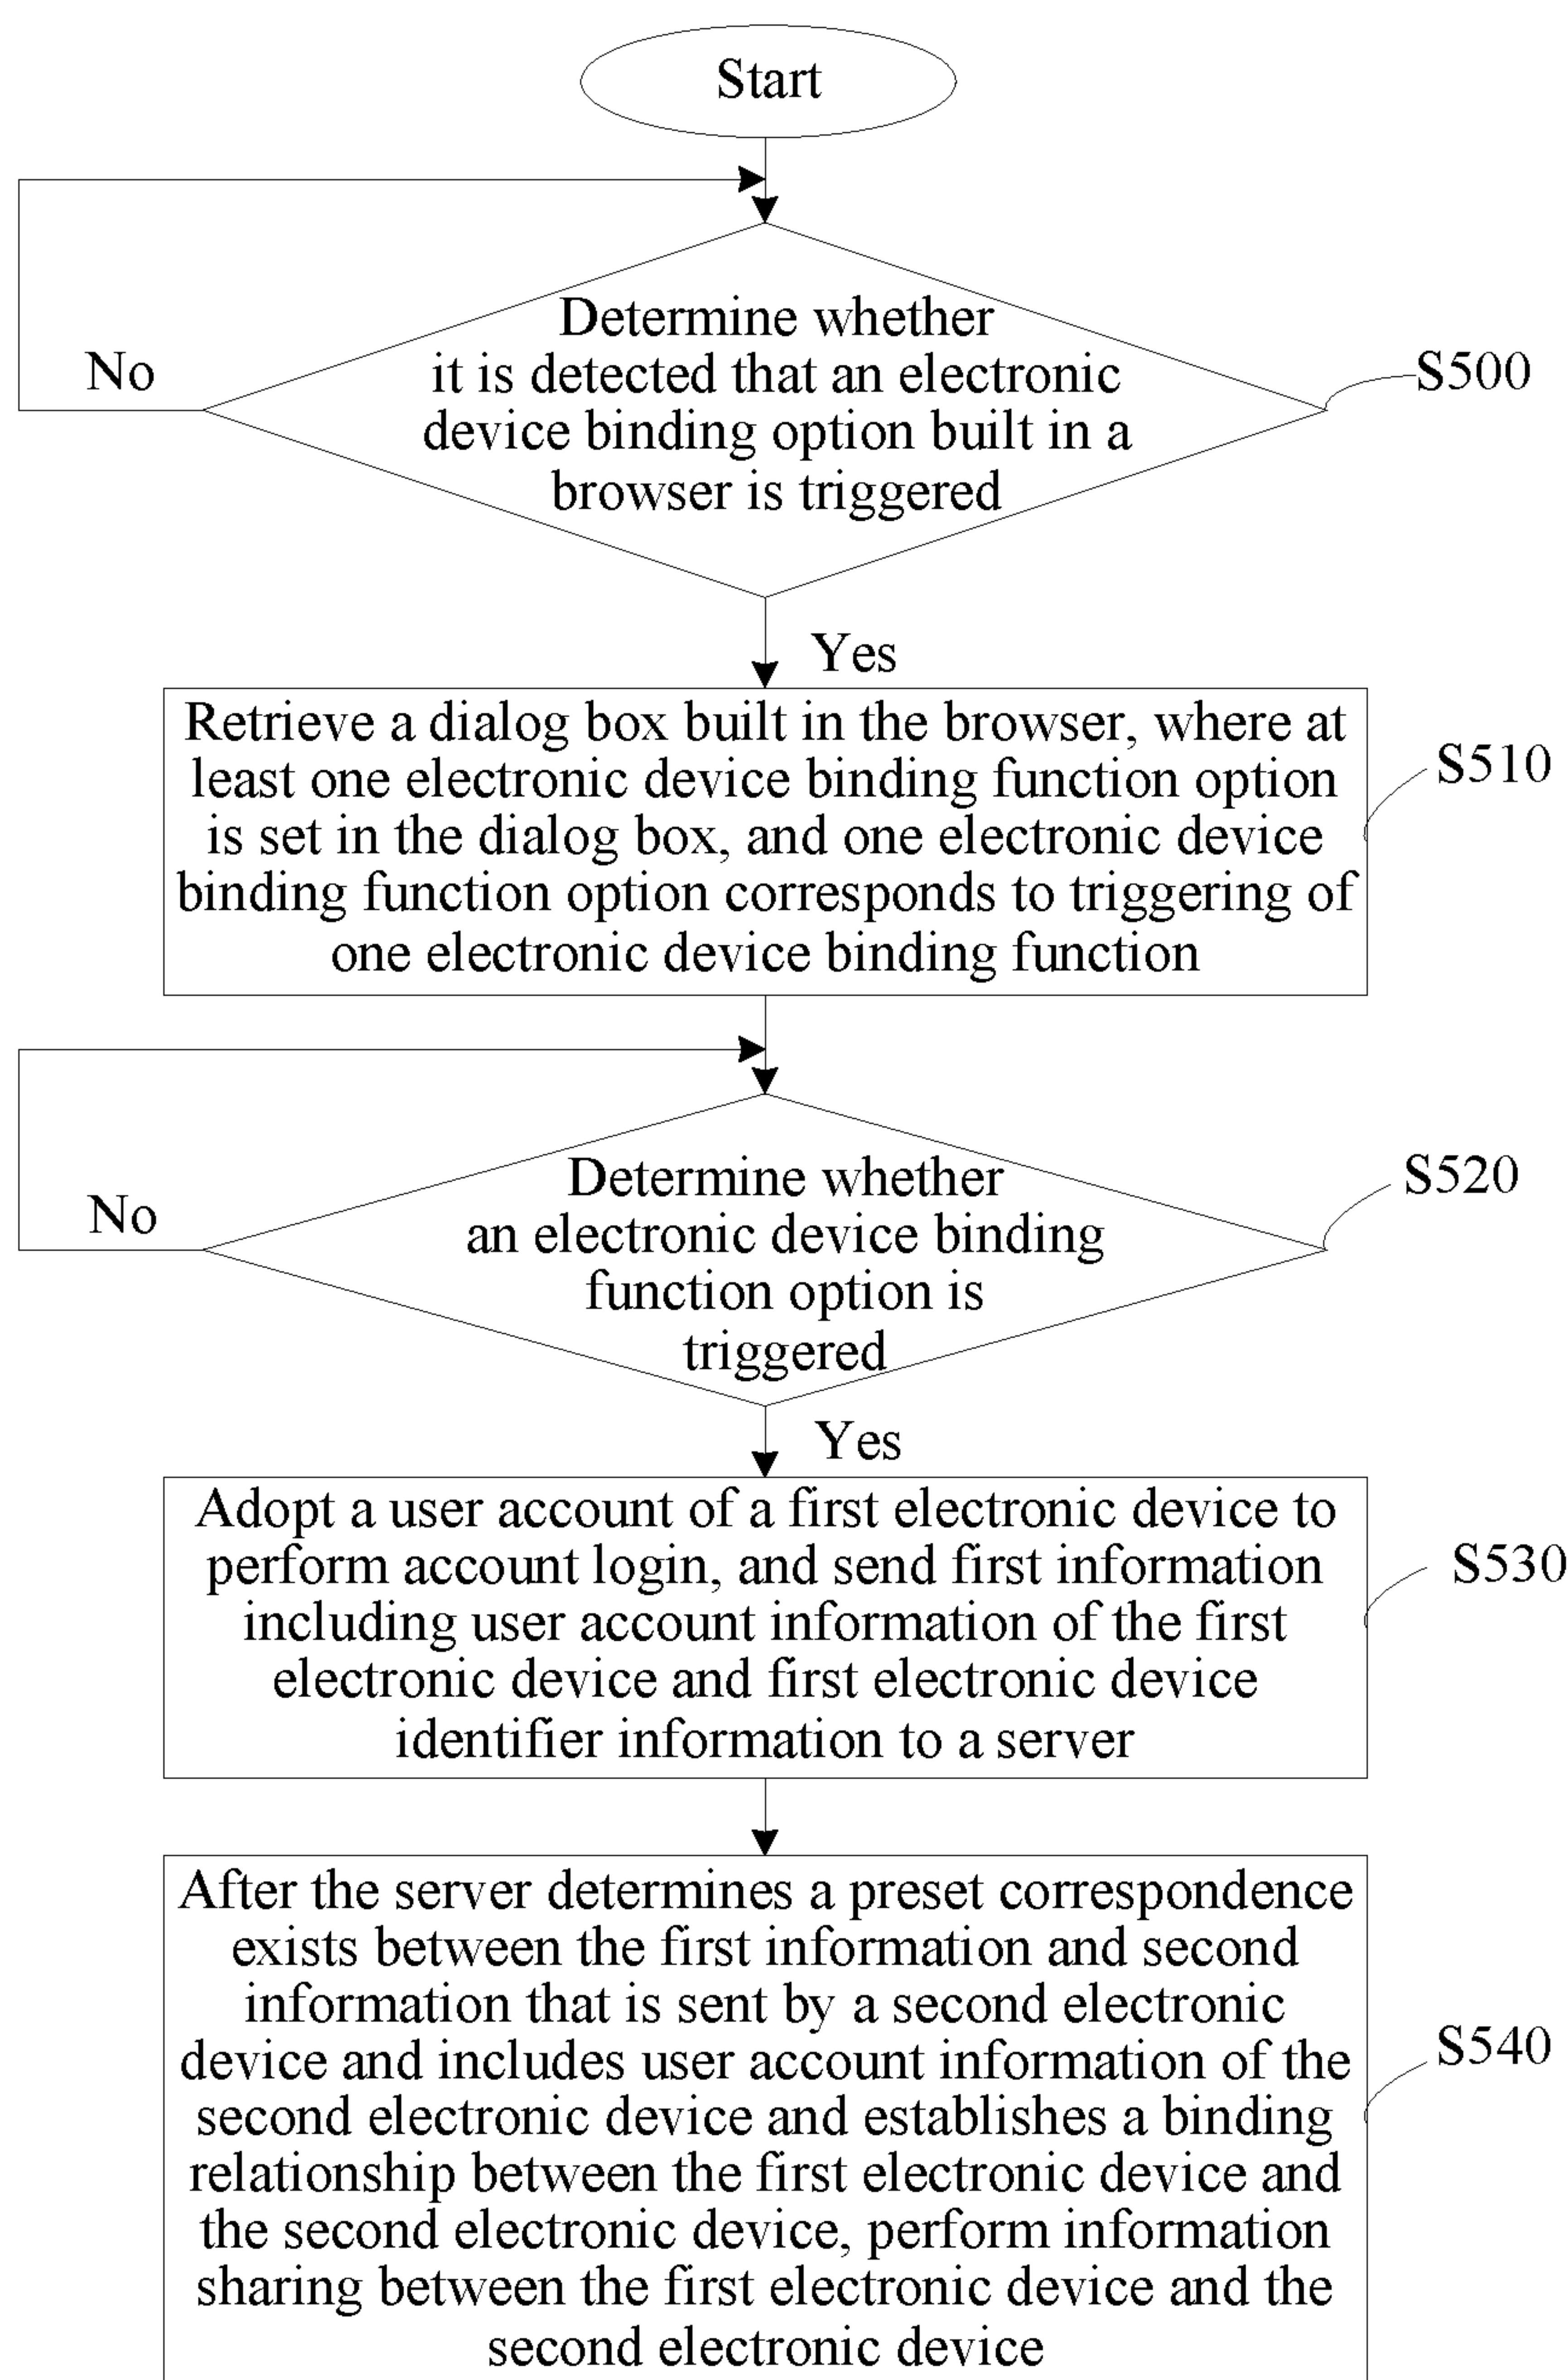 Start
Determine whether
it is detected that an electronic
device binding option built in a
browser is triggered
No
S500
Yes
Retrieve a dialog box built in the browser, where at
least one electronic device binding function option
is set in the dialog box, and one electronic device
binding function option corresponds to triggering of
one electronic device binding function
S510
Determine whether
an electronic device binding
function option is
triggered
No
S520
Yes
Adopt a user account of a first electronic device to
perform account login, and send first information
including user account information of the first
electronic device and first electronic device
identifier information to a server
S530
After the server determines a preset correspondence
exists between the first information and second
information that is sent by a second electronic
device and includes user account information of the
second electronic device and establishes a binding
relationship between the first electronic device and
the second electronic device, perform information
sharing between the first electronic device and the
second electronic device
S540